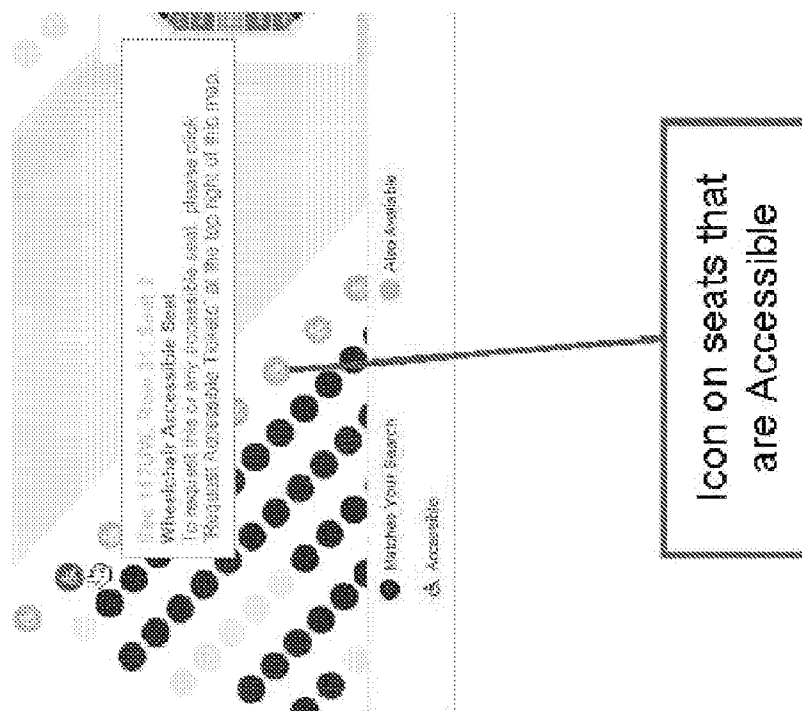 Wheelchair Accessible Seat
To request this or any accessible seat, please click
"Request Accessible Tickets" at the top right of this map.
Matches Your Search
Also Available
Accessible
Icon on seats that
are Accessible